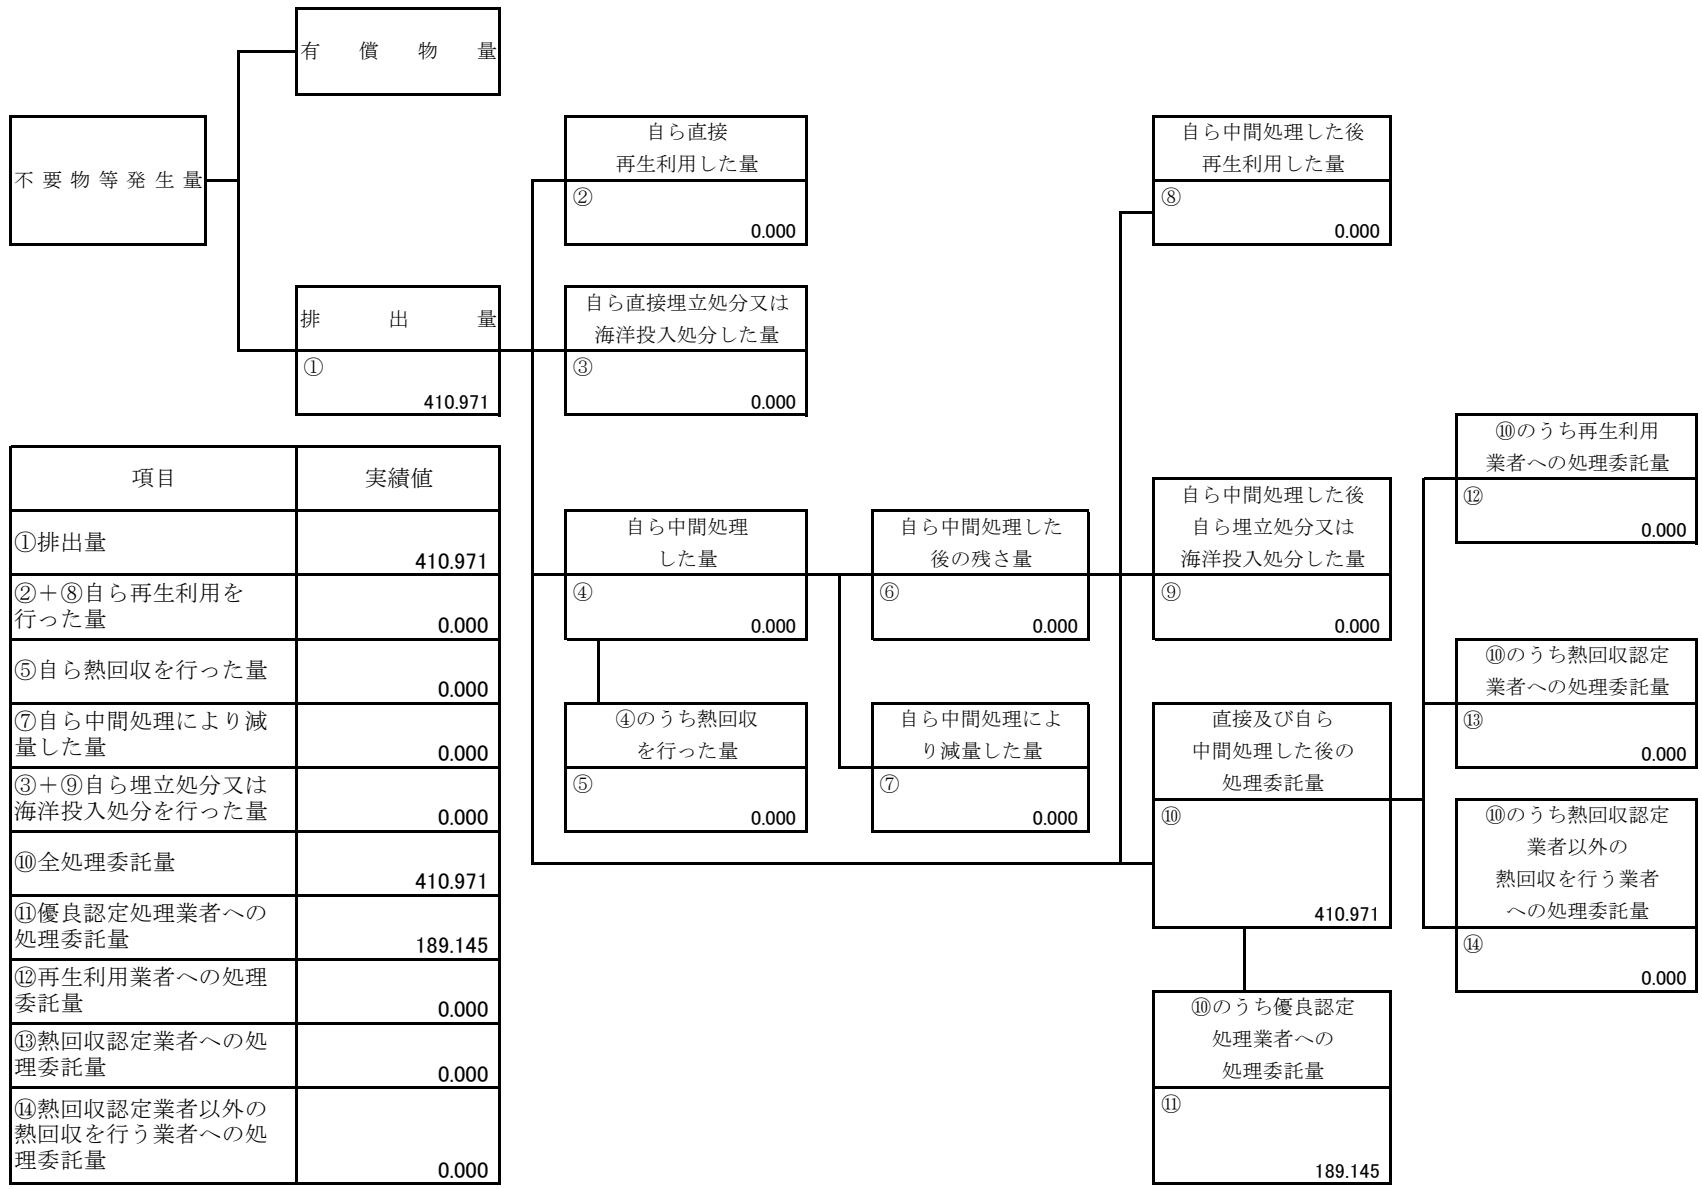 有償物量
不要物等発生量
排出量
①
410.971
自ら直接
再生利用した量
②
0.000
自ら直接埋立処分又は
海洋投入処分した量
③
0.000
自ら中間処理
した量
④
0.000
④のうち熱回収
を行った量
⑤
0.000
自ら中間処理した
後の残さ量
⑥
0.000
自ら中間処理によ
り減量した量
⑦
0.000
自ら中間処理した後
再生利用した量
⑧
0.000
自ら中間処理した後
自ら埋立処分又は
海洋投入処分した量
⑨
0.000
直接及び自ら
中間処理した後の
処理委託量
⑩
410.971
⑩のうち優良認定
処理業者への
処理委託量
⑪
189.145
⑩のうち再生利用
業者への処理委託量
⑫
0.000
⑩のうち熱回収認定
業者への処理委託量
⑬
0.000
⑩のうち熱回収認定
業者以外の
熱回収を行う業者
への処理委託量
⑭
0.000
項目 実績値
①排出量
410.971
②＋⑧自ら再生利用を
行った量
0.000
⑤自ら熱回収を行った量
0.000
⑦自ら中間処理により減
量した量
0.000
③＋⑨自ら埋立処分又は
海洋投入処分を行った量
0.000
⑩全処理委託量
410.971
⑪優良認定処理業者への
処理委託量
189.145
⑫再生利用業者への処理
委託量
0.000
⑬熱回収認定業者への処
理委託量
0.000
⑭熱回収認定業者以外の
熱回収を行う業者への処
理委託量
0.000